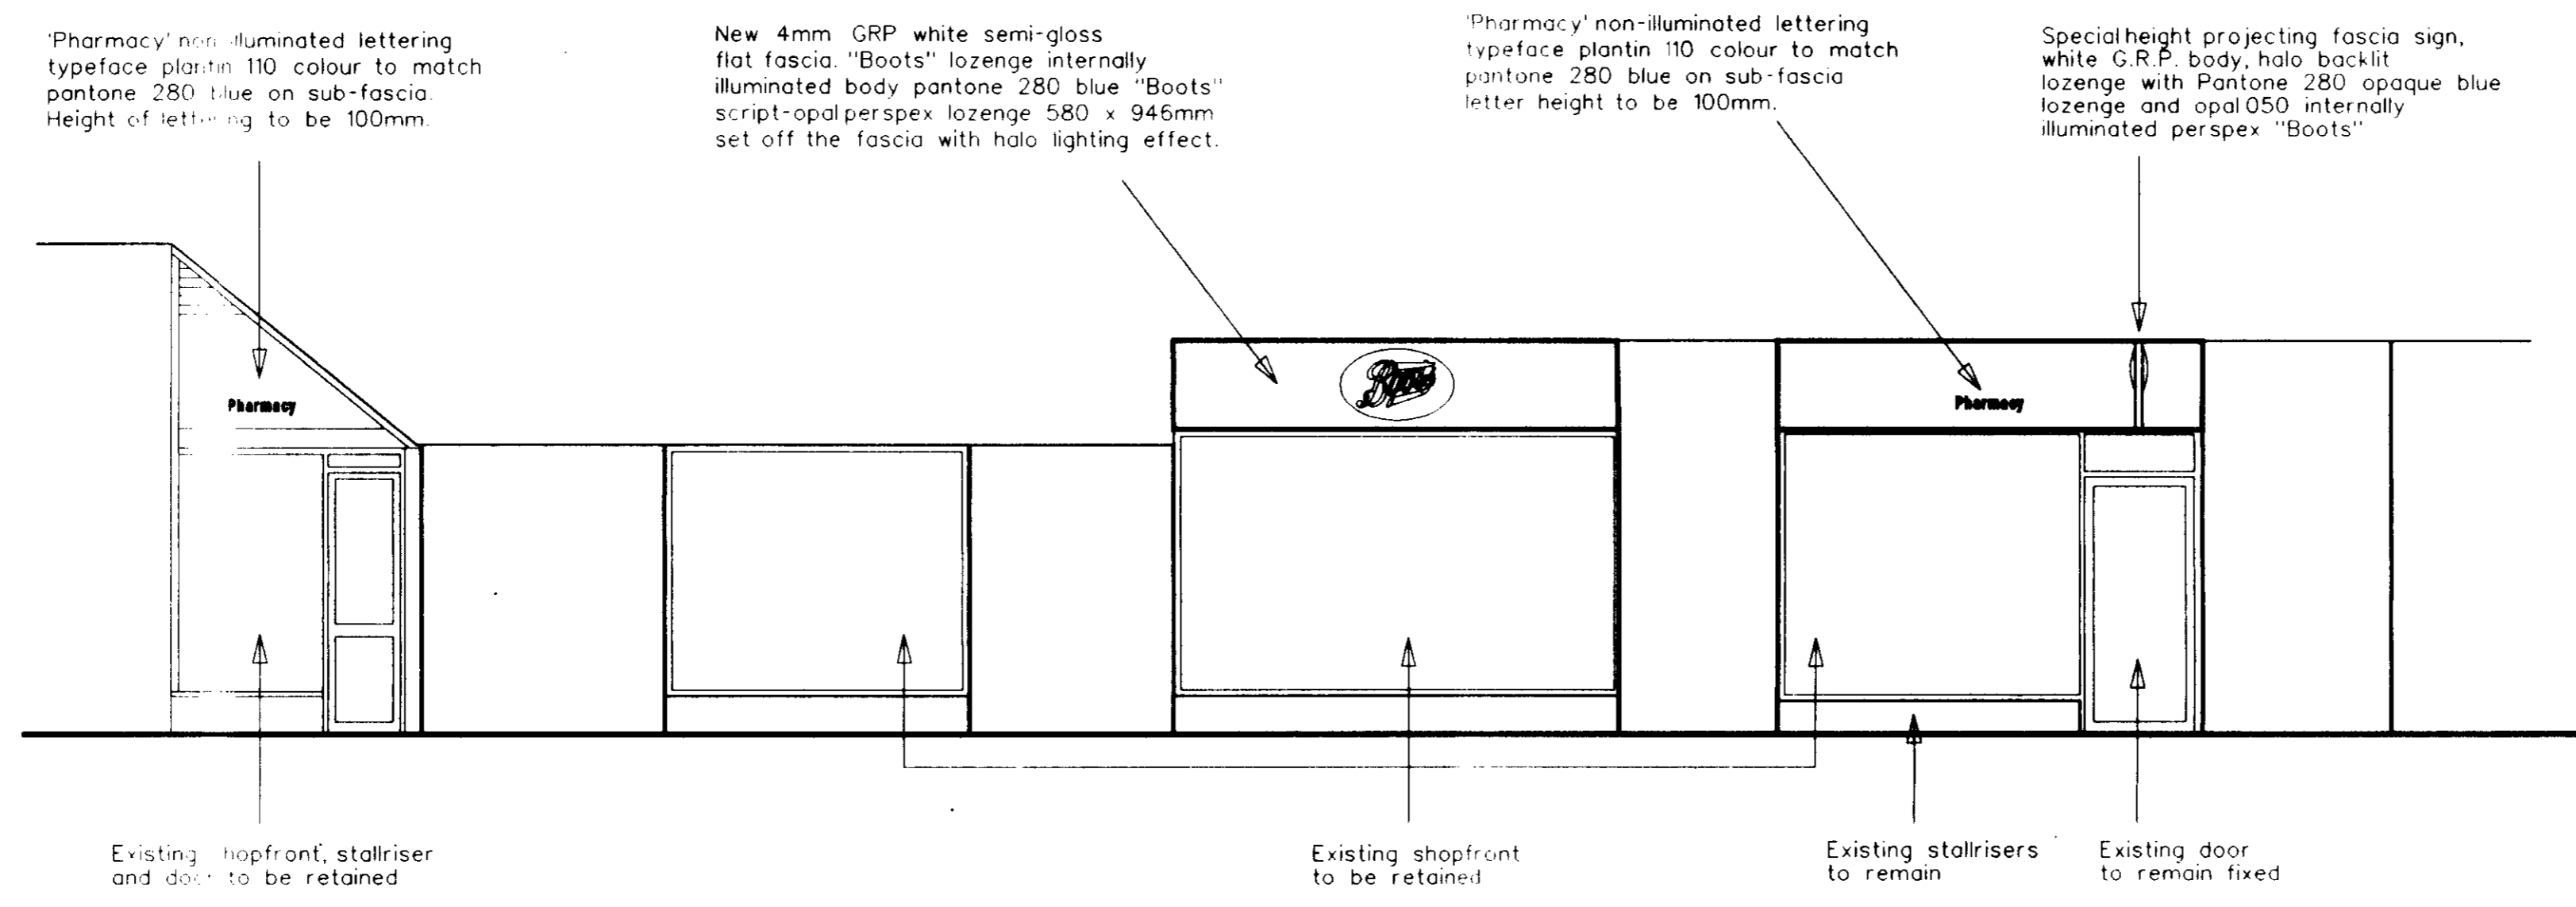 'Pharmacy' non illuminated lettering
typeface plantin 110 colour to match
pantone 280 blue on sub-fascia.
Height of lettering to be 100mm.
New 4mm GRP white semi-gloss
flat fascia. "Boots" lozenge internally
illuminated body pantone 280 blue "Boots"
script-opal perspex lozenge 580 x 946mm
set off the fascia with halo lighting effect.
'Pharmacy' non-illuminated lettering
typeface plantin 110 colour to match
pantone 280 blue on sub-fascia
letter height to be 100mm.
Special height projecting fascia sign,
white G.R.P. body, halo backlit
lozenge with Pantone 280 opaque blue
lozenge and opal 050 internally
illuminated perspex "Boots"
Pharmacy
Boots
Pharmacy
Existing shopfront, stallriser
and door to be retained
Existing shopfront
to be retained
Existing stallrisers
to remain
Existing door
to remain fixed